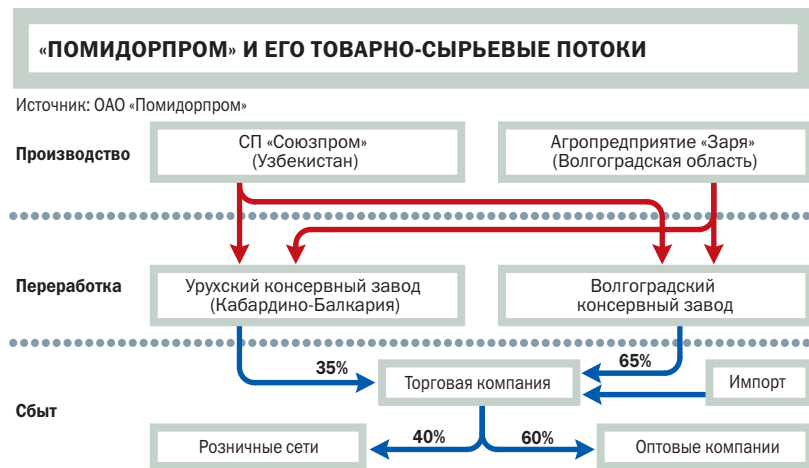 «ПОМИДОРПРОМ» И ЕГО ТОВАРНО-СЫРЬЕВЫЕ ПОТОКИ
Источник: ОАО «Помидорпром»
Производство
СП «Союзпром»
(Узбекистан)
Агропредприятие «Заря»
(Волгоградская область)
Переработка
Урухский консервный завод
(Кабардино-Балкария)
Волгоградский
консервный завод
35%
65%
Торговая компания
Импорт
Сбыт
Розничные сети
40%
60%
Оптовые компании